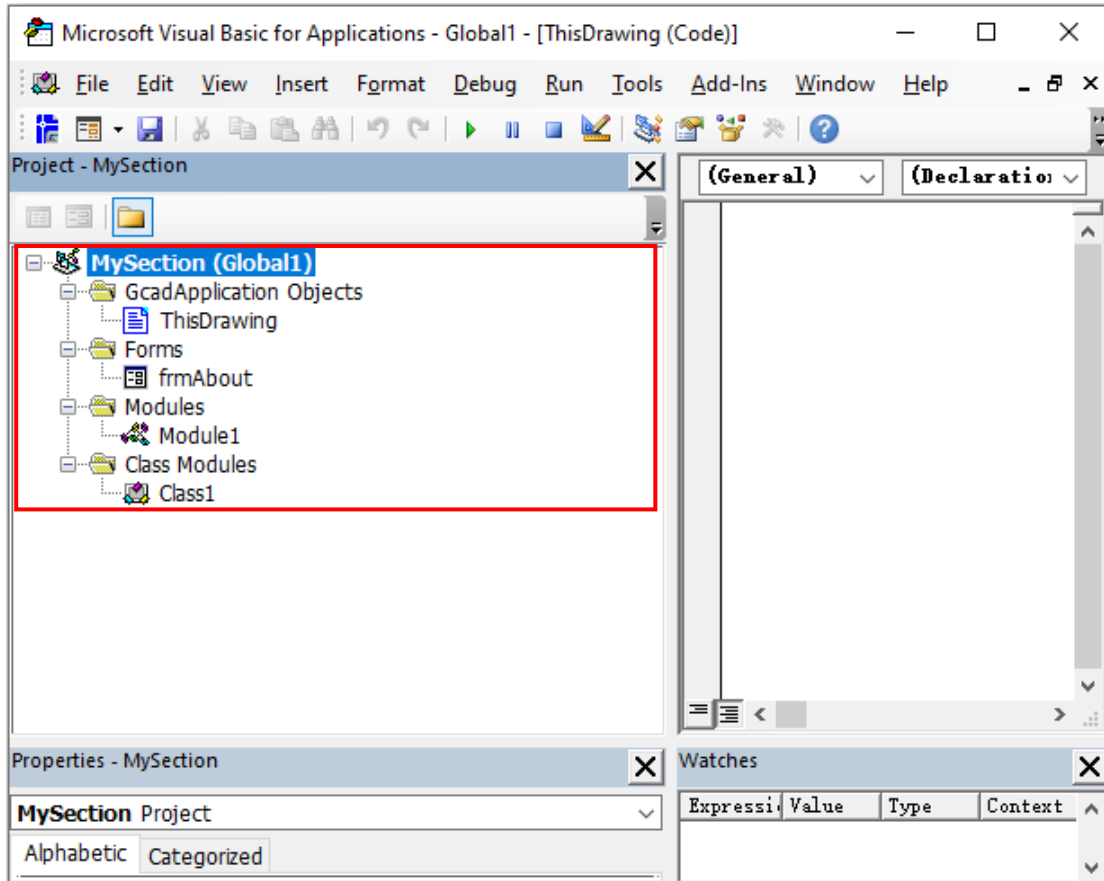 Microsoft Visual Basic for Applications - Global1 - [ThisDrawing (Code)]
File Edit View Insert Format Debug Run Tools Add-Ins Window Help
Project - MySection
(General) (Declaratio
MySection (Global1)
GcadApplication Objects
ThisDrawing
Forms
frmAbout
Modules
Module1
Class Modules
Class1
Properties - MySection
MySection Project
Alphabetic Categorized
Watches
Expressi Value Type Context